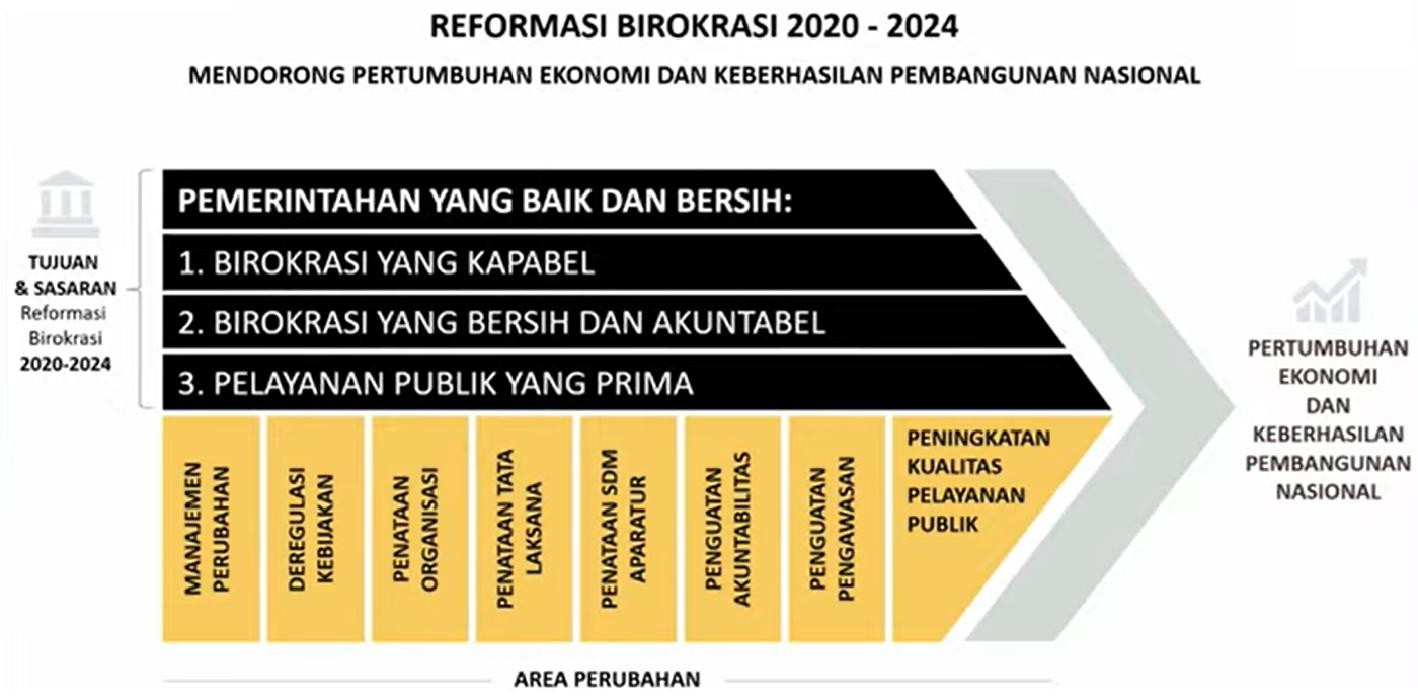 REFORMASI BIROKRASI 2020 - 2024
MENDORONG PERTUMBUHAN EKONOMI DAN KEBERHASILAN PEMBANGUNAN NASIONAL
TUJUAN
& SASARAN
Reformasi
Birokrasi
2020-2024
PEMERINTAHAN YANG BAIK DAN BERSIH:
1. BIROKRASI YANG KAPABEL
2. BIROKRASI YANG BERSIH DAN AKUNTABEL
3. PELAYANAN PUBLIK YANG PRIMA
MANAJEMEN
PERUBAHAN
DEREGULASI
KEBIJAKAN
PENATAAN
ORGANISASI
PENATAAN TATA
LAKSANA
PENATAAN SDM
APARATUR
PENGUATAN
AKUNTABILITAS
PENGUATAN
PENGAWASAN
PENINGKATAN
KUALITAS
PELAYANAN
PUBLIK
PERTUMBUHAN
EKONOMI
DAN
KEBERHASILAN
PEMBANGUNAN
NASIONAL
AREA PERUBAHAN